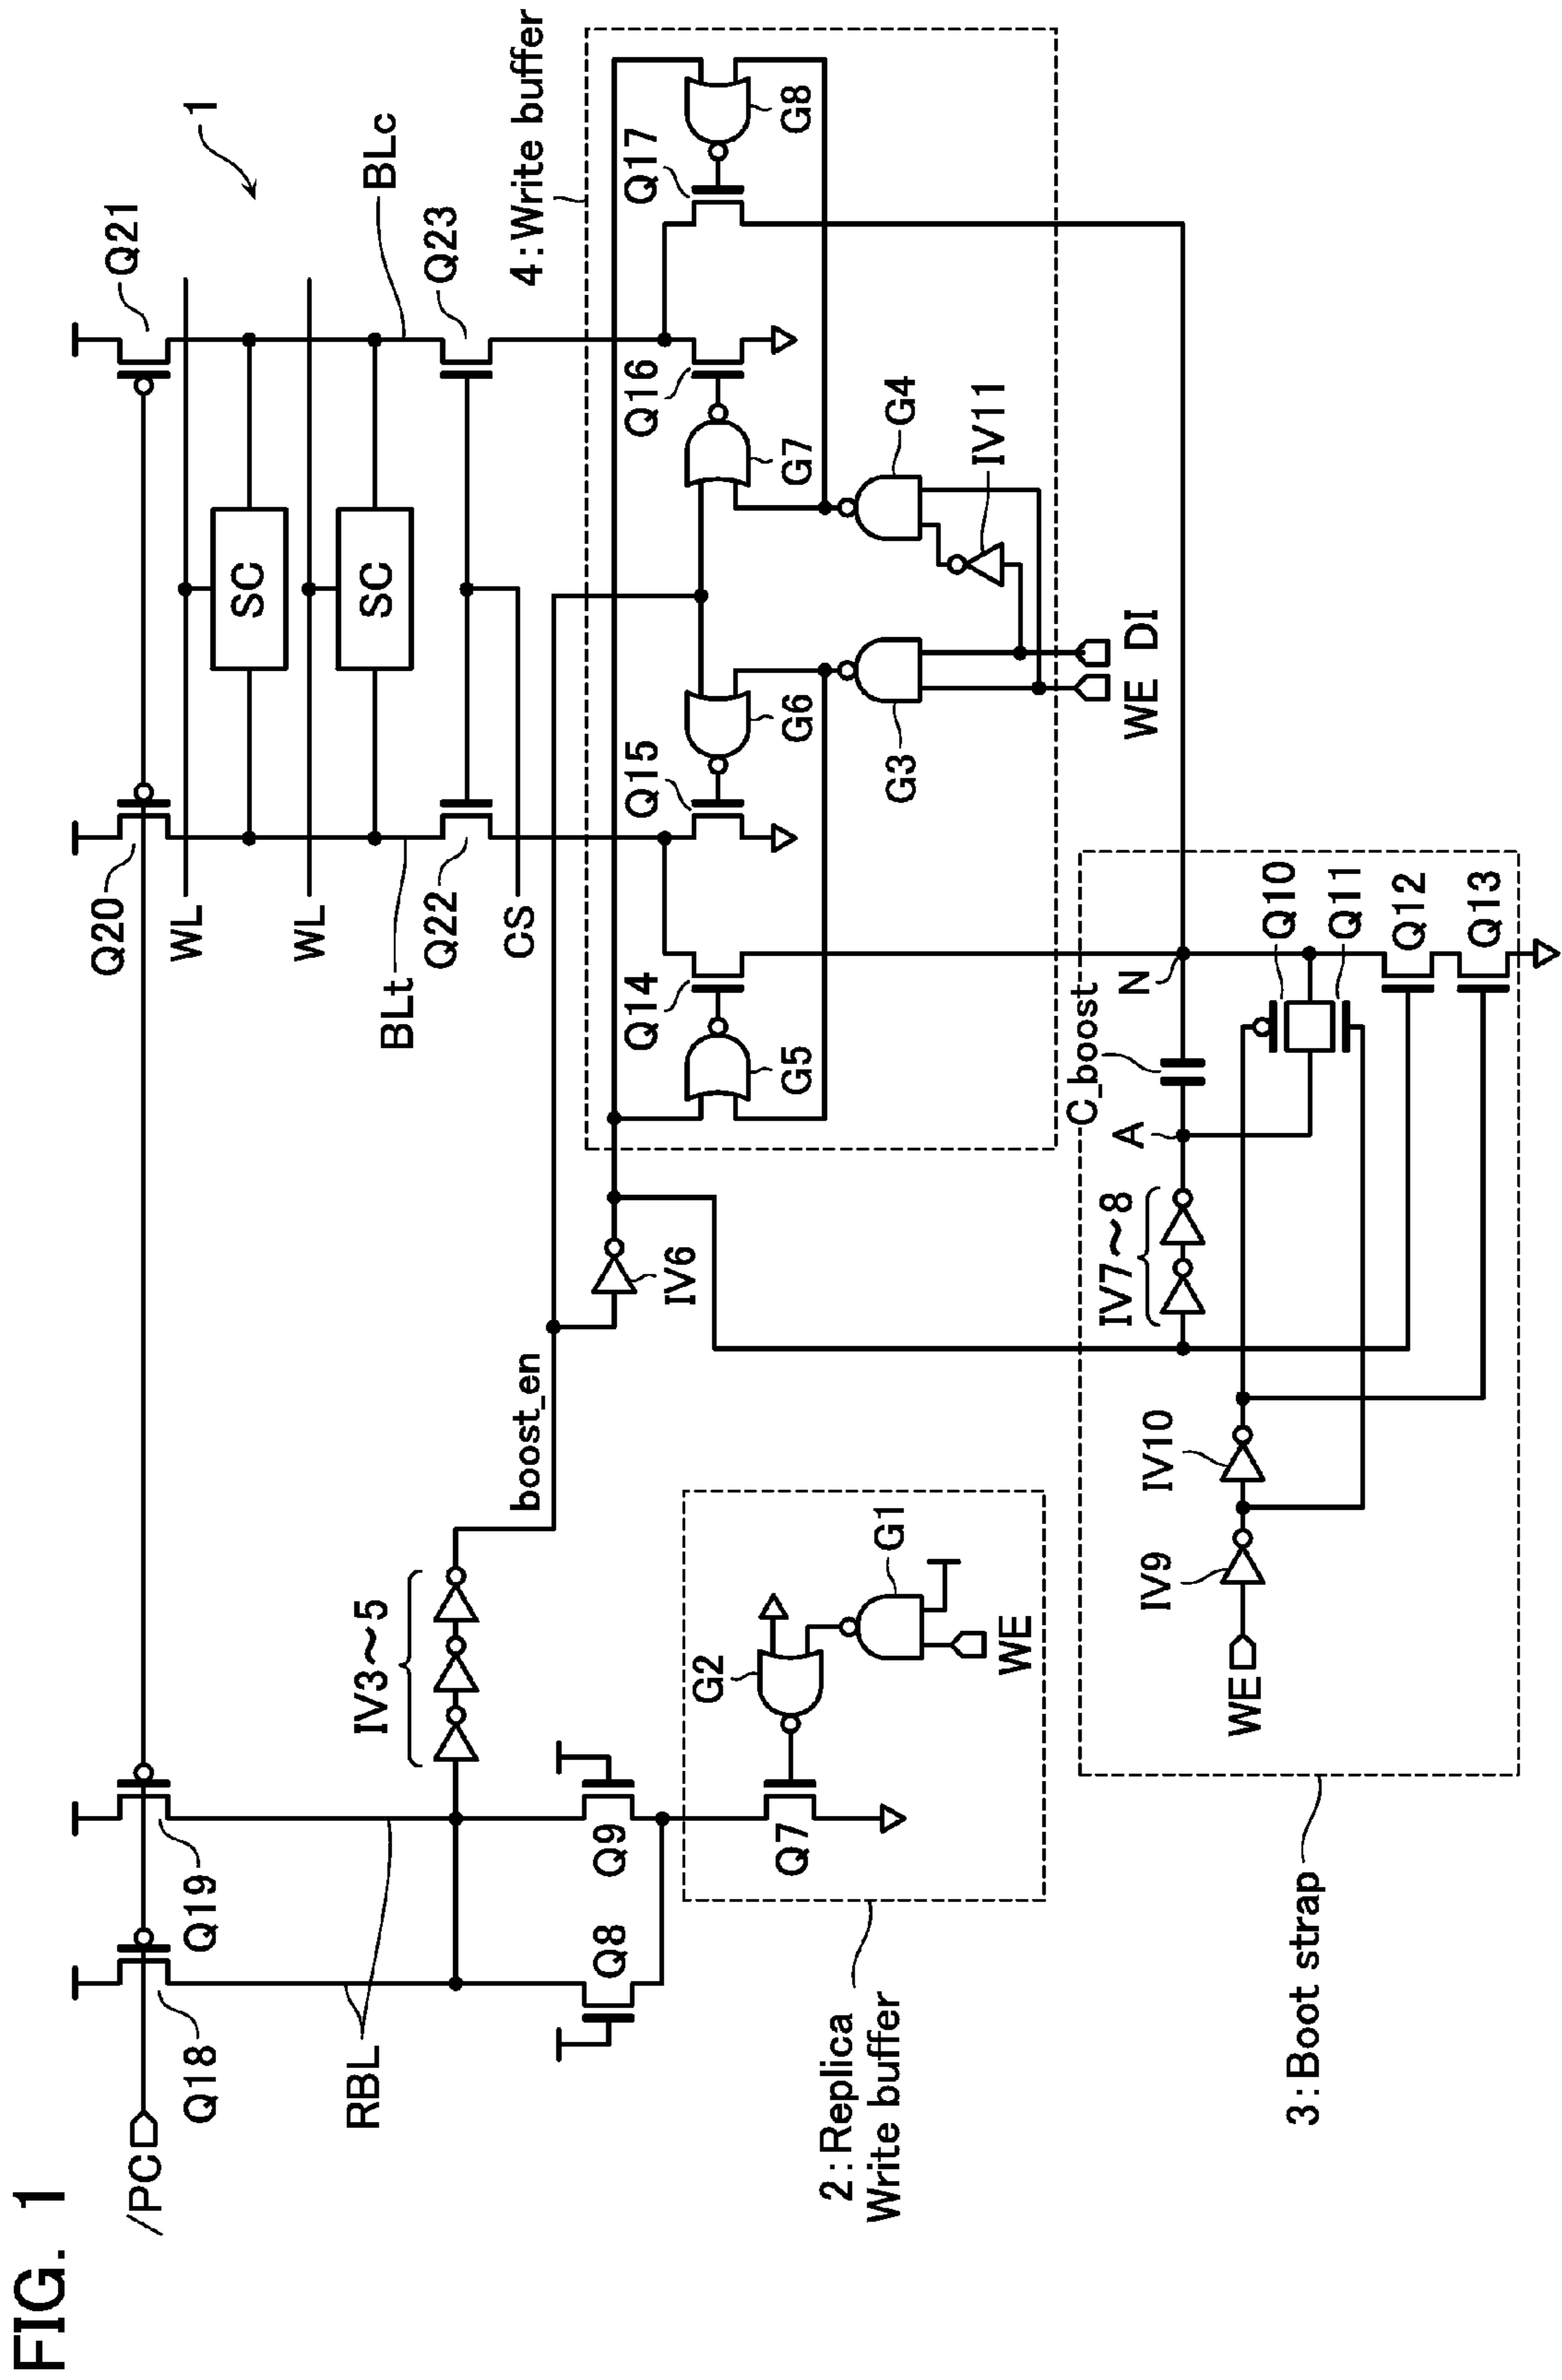 FIG. 1
1
/PC
Q18
Q19
Q20
Q21
WL
WL
SC
SC
RBL
BLt
BLc
Q22
Q23
CS
IV3～5
boost_en
4:Write buffer
Q8
Q9
IV6
Q14
Q15
Q16
Q17
G5
G6
G7
G8
G2
Q7
G1
WE
G3
G4
IV11
WE
DI
2:Replica
Write buffer
C_boost
A
N
IV7～8
IV9
IV10
WE
Q10
Q11
Q12
Q13
3:Boot strap